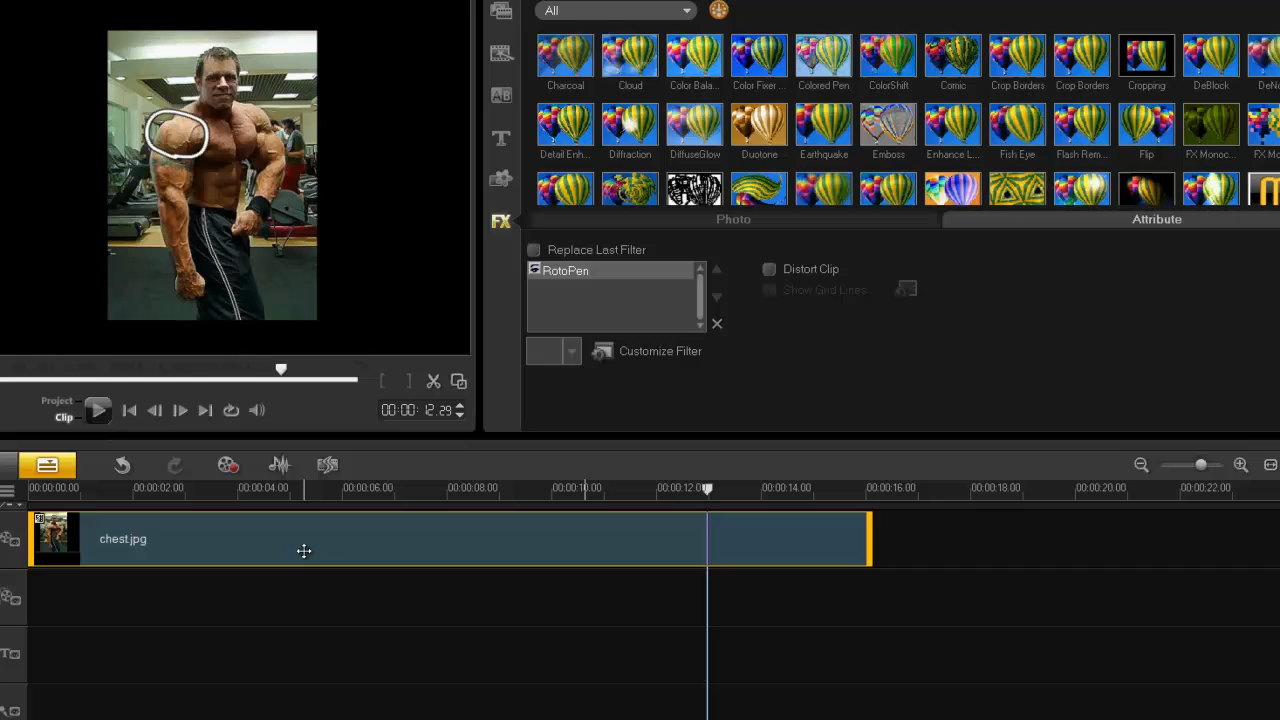 All
Charcoal Cloud Color Bala... Color Fixer ... Colored Pen ColorShift Comic Crop Borders Crop Borders Cropping DeBlock
AB
T
Detail Enh... Diffraction DiffuseGlow Duotone Earthquake Emboss Enhance L... Fish Eye Flash Rem... Flip FX Monoc...
FX
Photo Attribute
Replace Last Filter
RotoPen
Distort Clip
Show Grid Lines
Customize Filter
Project
Clip
00:00: 12.29
00:00:00.00 00:00:02.00 00:00:04.00 00:00:06.00 00:00:08.00 00:00:10.00 00:00:12.0 00:00:14.00 00:00:16.00 00:00:18.00 00:00:20.00 00:00:22.00
chest.jpg
T